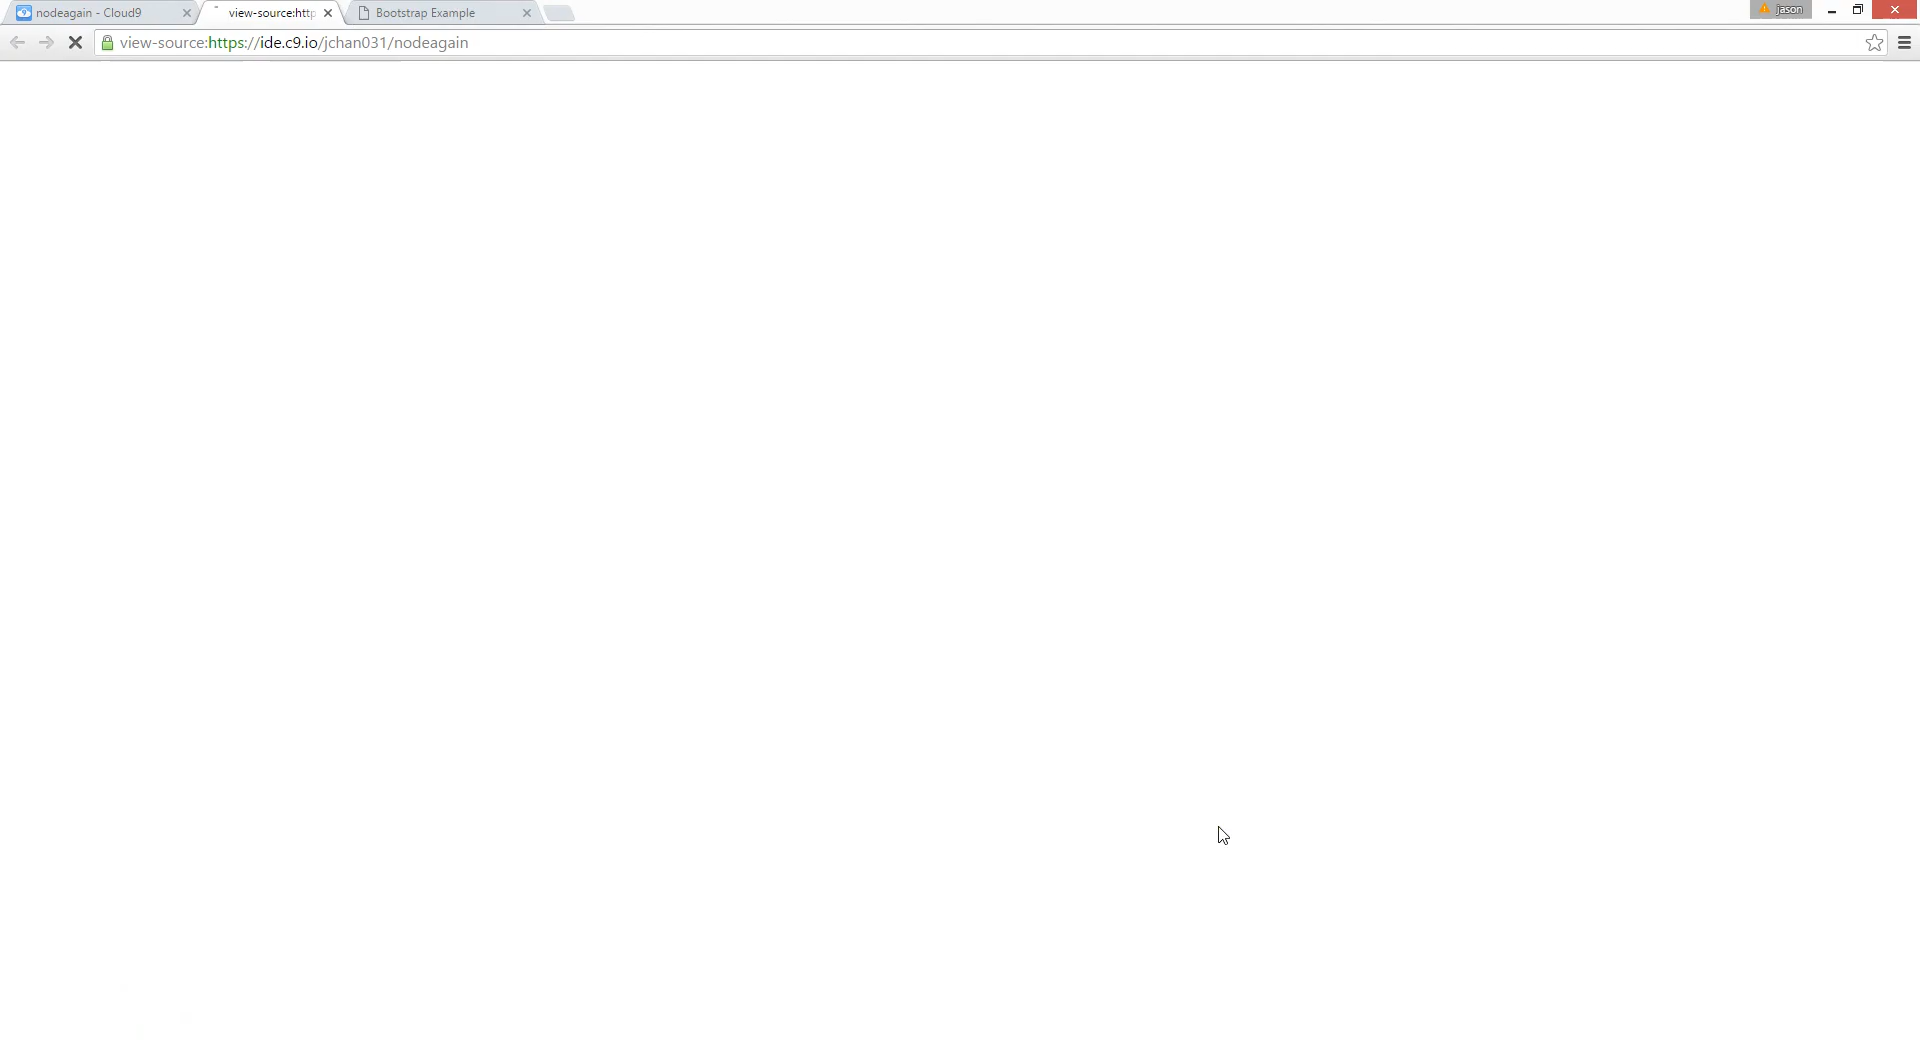 nodeagain - Cloud9
view-source:http
Bootstrap Example
jason
view-source:https://ide.c9.io/jchan031/nodeagain